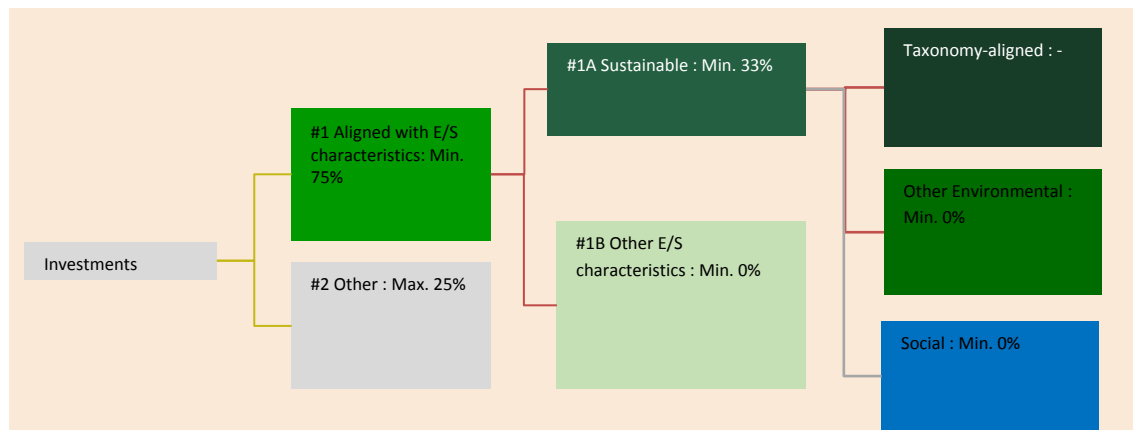 Investments
#1 Aligned with E/S
characteristics: Min.
75%
#2 Other : Max. 25%
#1A Sustainable : Min. 33%
#1B Other E/S
characteristics : Min. 0%
Taxonomy-aligned : -
Other Environmental :
Min. 0%
Social : Min. 0%